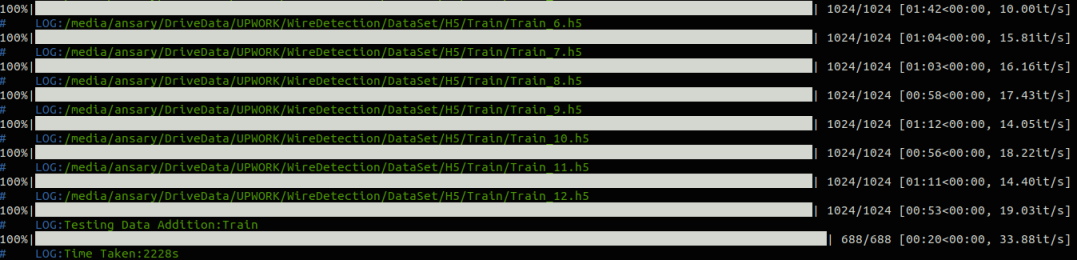 100%| | 1024/1024 [01:42<00:00, 10.00it/s]
# LOG:/media/ansary/DriveData/UPWORK/WireDetection/DataSet/H5/Train/Train_6.h5
100%| | 1024/1024 [01:04<00:00, 15.81it/s]
# LOG:/media/ansary/DriveData/UPWORK/WireDetection/DataSet/H5/Train/Train_7.h5
100%| | 1024/1024 [01:03<00:00, 16.16it/s]
# LOG:/media/ansary/DriveData/UPWORK/WireDetection/DataSet/H5/Train/Train_8.h5
100%| | 1024/1024 [00:58<00:00, 17.43it/s]
# LOG:/media/ansary/DriveData/UPWORK/WireDetection/DataSet/H5/Train/Train_9.h5
100%| | 1024/1024 [01:12<00:00, 14.05it/s]
# LOG:/media/ansary/DriveData/UPWORK/WireDetection/DataSet/H5/Train/Train_10.h5
100%| | 1024/1024 [00:56<00:00, 18.22it/s]
# LOG:/media/ansary/DriveData/UPWORK/WireDetection/DataSet/H5/Train/Train_11.h5
100%| | 1024/1024 [01:11<00:00, 14.40it/s]
# LOG:/media/ansary/DriveData/UPWORK/WireDetection/DataSet/H5/Train/Train_12.h5
100%| | 1024/1024 [00:53<00:00, 19.03it/s]
# LOG:Testing Data Addition:Train
100%| | 688/688 [00:20<00:00, 33.88it/s]
# LOG:Time Taken:2228s